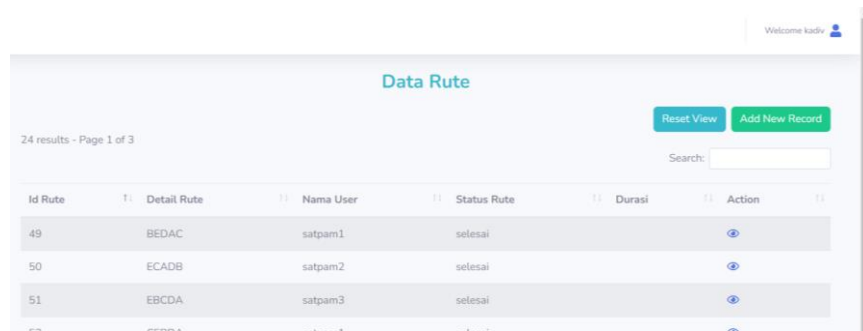 Welcome kadiv
Data Rute
Reset View Add New Record
24 results - Page 1 of 3
Search:
Id Rute Detail Rute Nama User Status Rute Durasi Action
49 BEDAC satpam1 selesai
50 ECADB satpam2 selesai
51 EBCDA satpam3 selesai